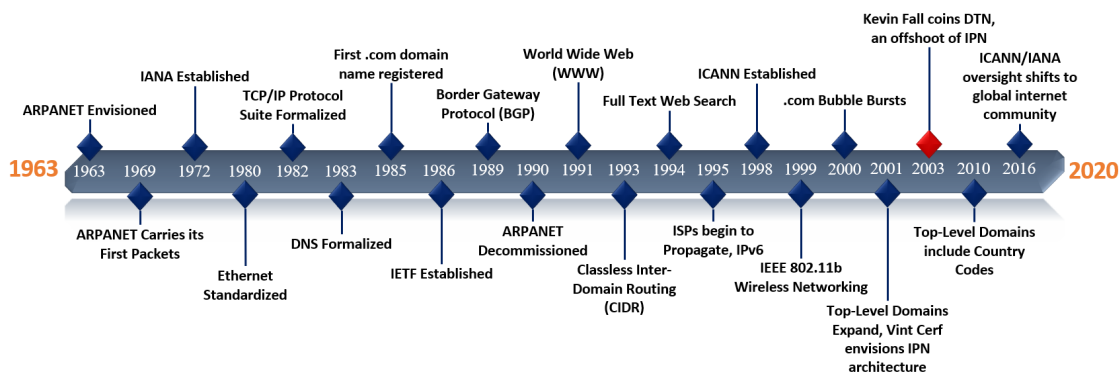 Kevin Fall coins DTN,
an offshoot of IPN
First .com domain
name registered
World Wide Web
(WWW)
ICANN/IANA
oversight shifts to
global internet
community
IANA Established
ICANN Established
TCP/IP Protocol
Suite Formalized
Border Gateway
Protocol (BGP)
Full Text Web Search
.com Bubble Bursts
ARPANET Envisioned
1963
1963 1969 1972 1980 1982 1983 1985 1986 1989 1990 1991 1993 1994 1995 1998 1999 2000 2001 2003 2010 2016
2020
ARPANET Carries its
First Packets
Ethernet
Standardized
DNS Formalized
IETF Established
ARPANET
Decommissioned
Classless Inter-
Domain Routing
(CIDR)
ISPs begin to
Propagate, IPv6
IEEE 802.11b
Wireless Networking
Top-Level Domains
Expand, Vint Cerf
envisions IPN
architecture
Top-Level Domains
include Country
Codes